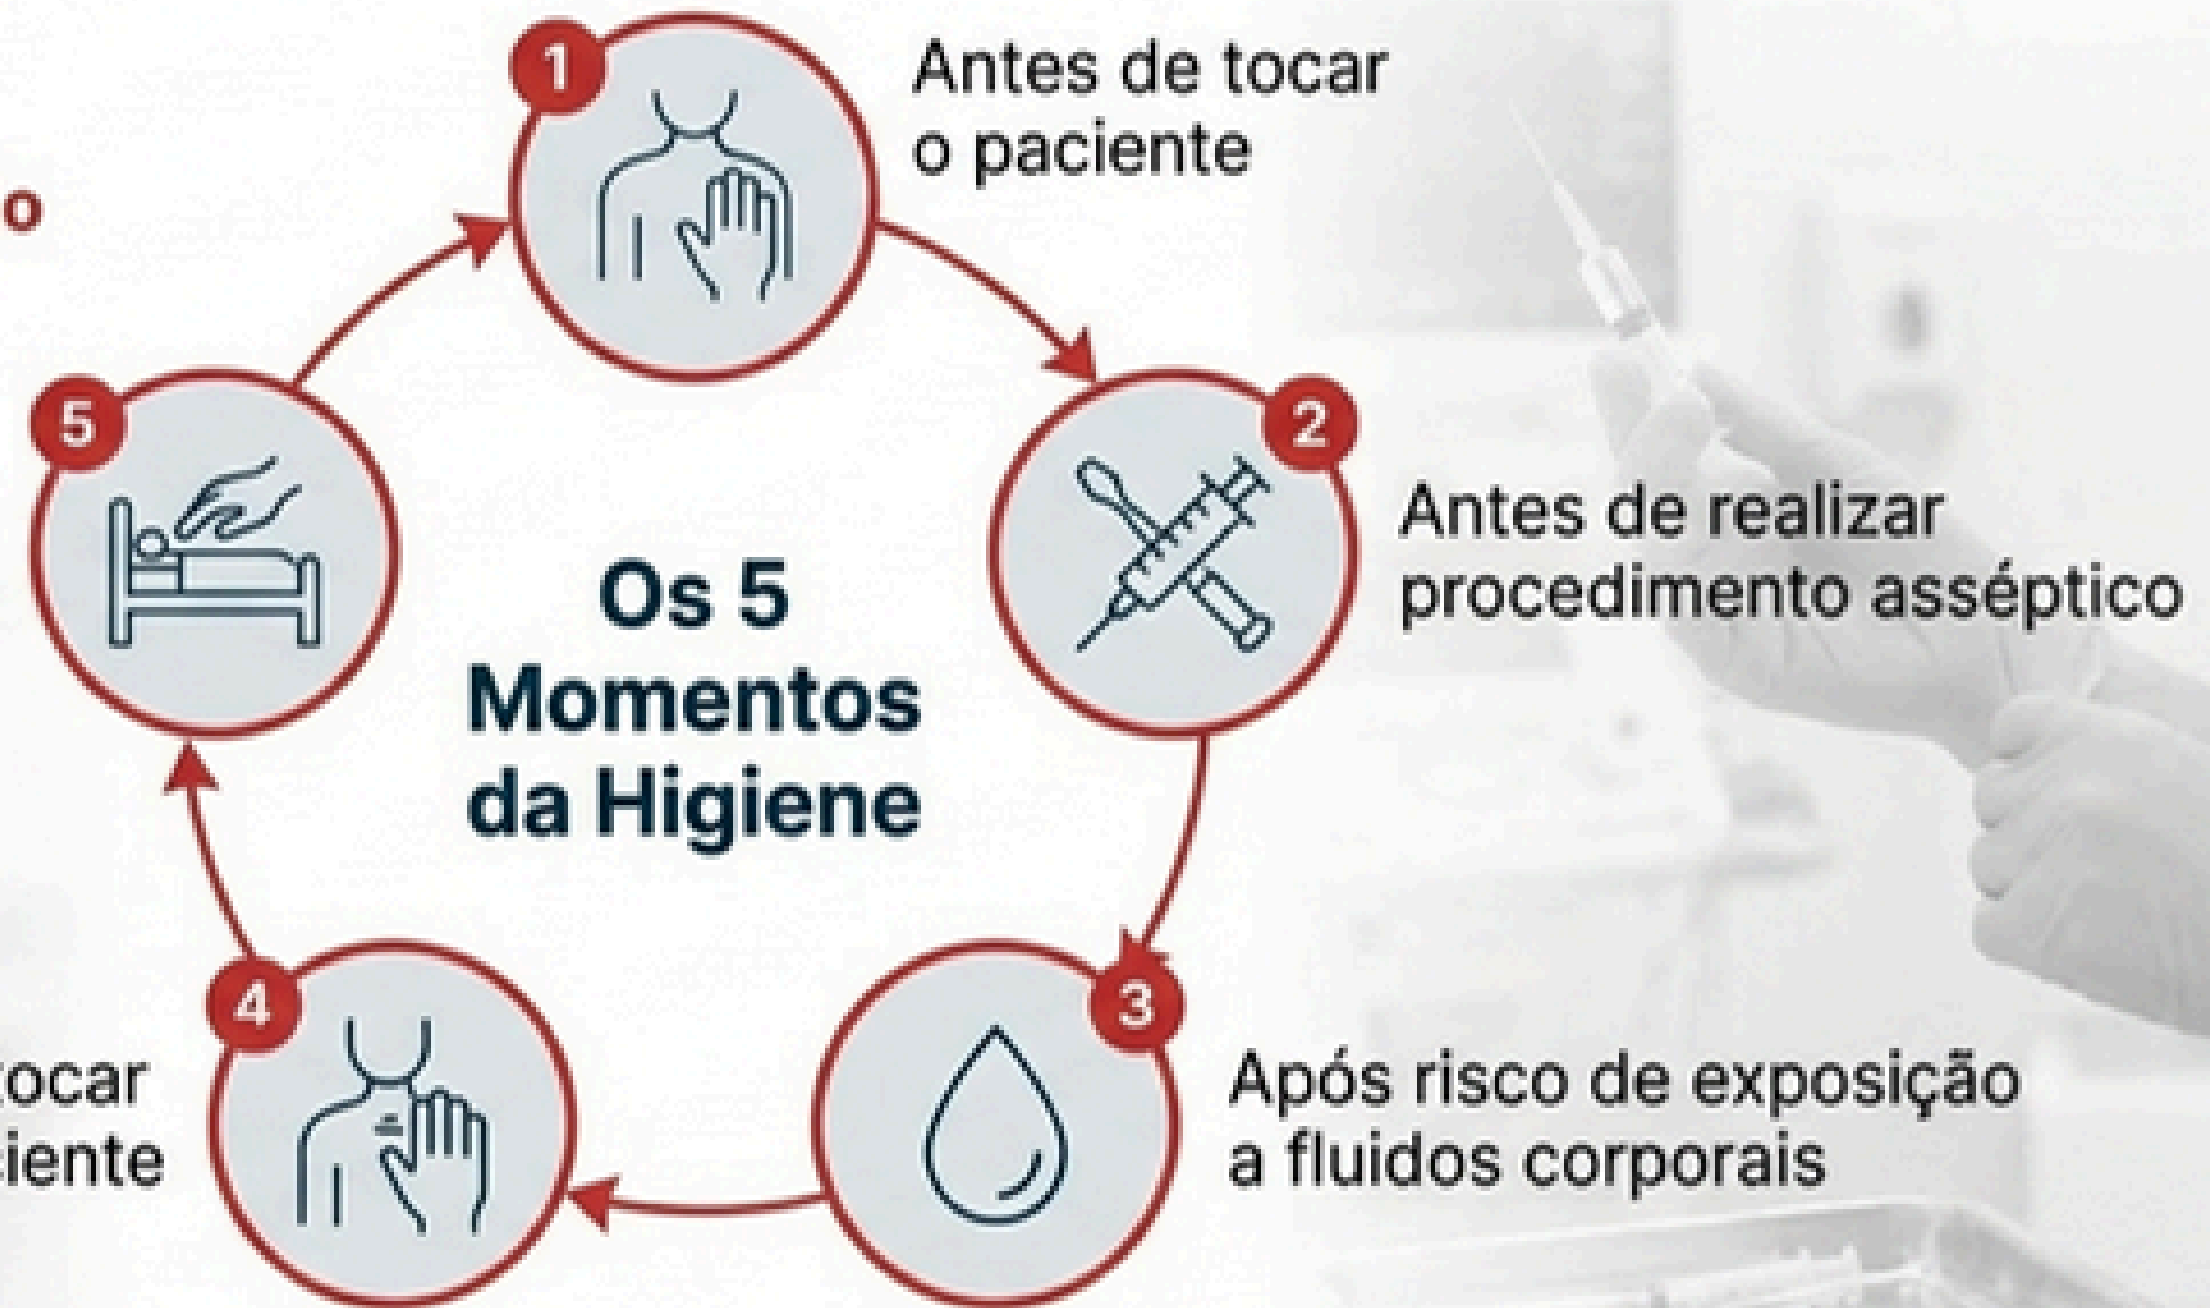 o
1
Antes de tocar
o paciente
2
Antes de realizar
procedimento asséptico
3
Após risco de exposição
a fluidos corporais
4
tocar
5
Os 5
Momentos
da Higiene